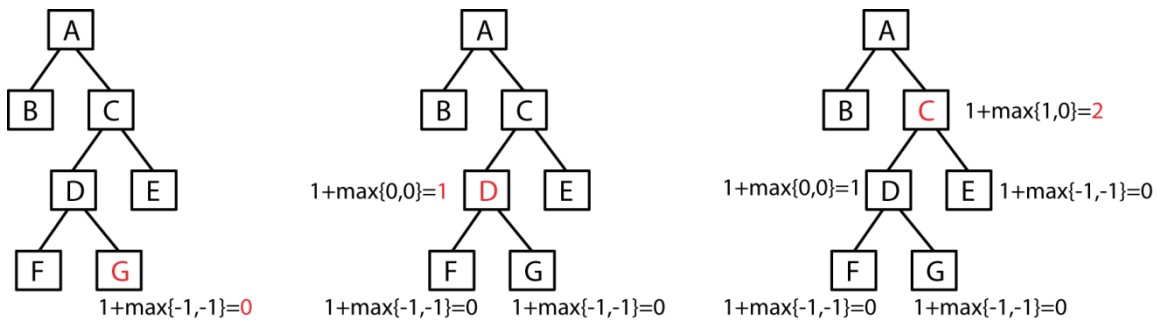 A
B
C
D
E
F
G
1+max{-1,-1}=0
A
B
C
1+max{0,0}=1
D
E
F
G
1+max{-1,-1}=0
1+max{-1,-1}=0
A
B
C
1+max{1,0}=2
1+max{0,0}=1
D
E
1+max{-1,-1}=0
F
G
1+max{-1,-1}=0
1+max{-1,-1}=0